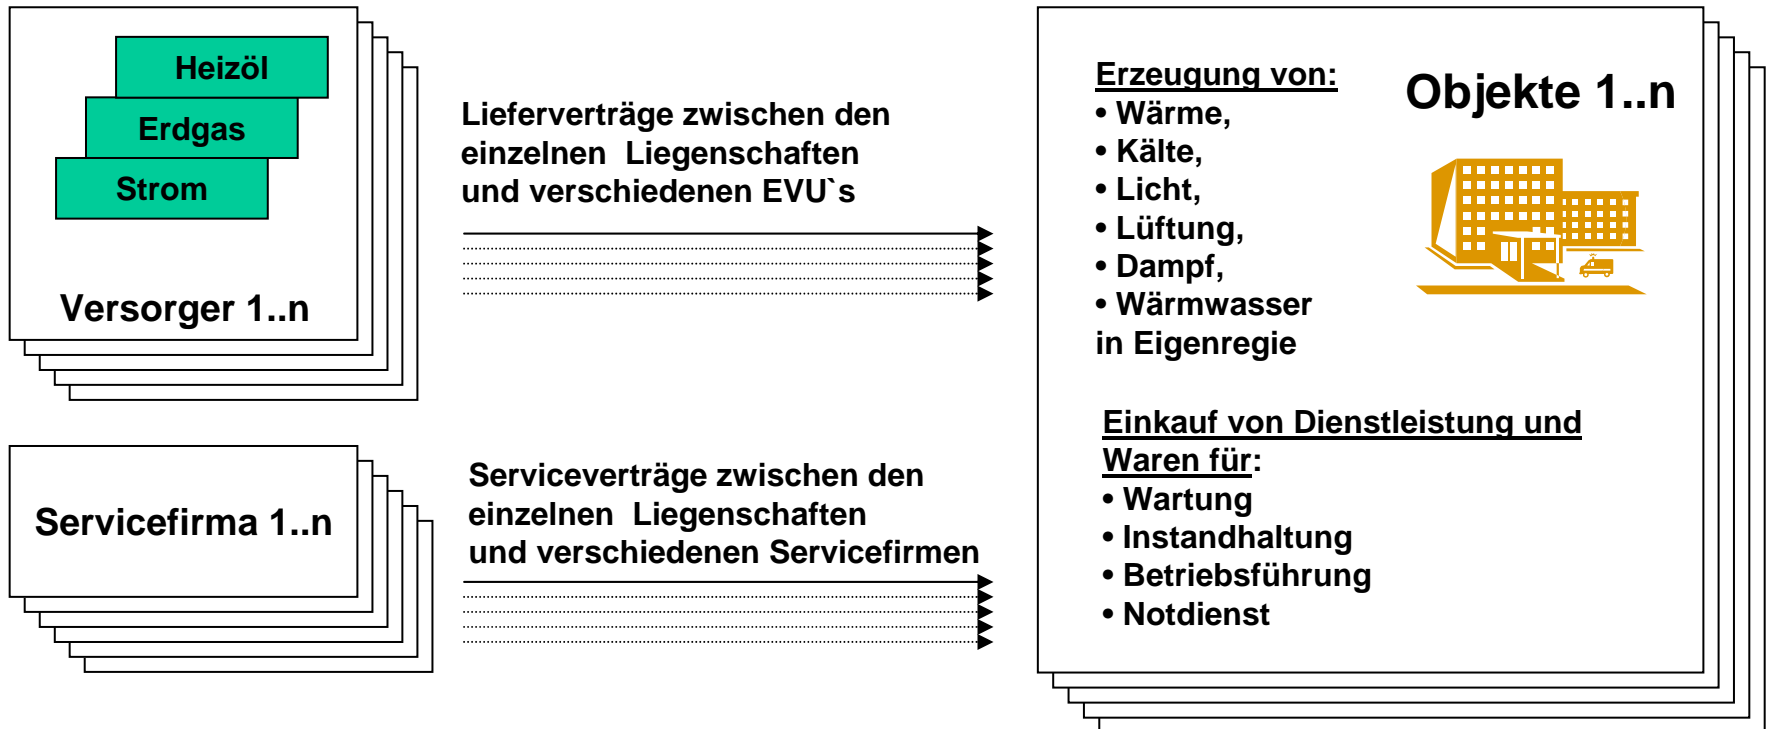 Heizöl
Erdgas
Strom
Versorger 1..n
Lieferverträge zwischen den
einzelnen Liegenschaften
und verschiedenen EVU`s
Servicefirma 1..n
Serviceverträge zwischen den
einzelnen Liegenschaften
und verschiedenen Servicefirmen
Objekte 1..n
Erzeugung von:
• Wärme,
• Kälte,
• Licht,
• Lüftung,
• Dampf,
• Wärmwasser
in Eigenregie
Einkauf von Dienstleistung und
Waren für:
• Wartung
• Instandhaltung
• Betriebsführung
• Notdienst